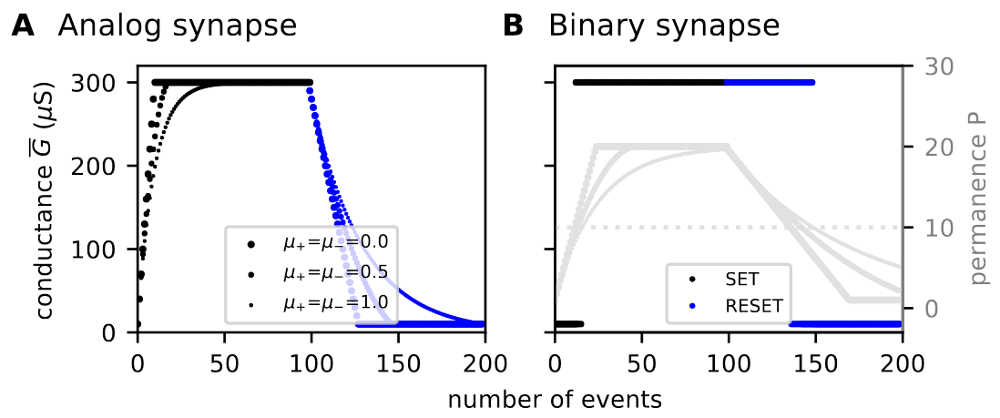 A Analog synapse
conductance G̅ (µS)
300
200
100
0
0 50 100 150 200
µ₊=µ₋=0.0
µ₊=µ₋=0.5
µ₊=µ₋=1.0
B Binary synapse
SET
RESET
0 50 100 150 200
30
20
10
0
permanence P
number of events